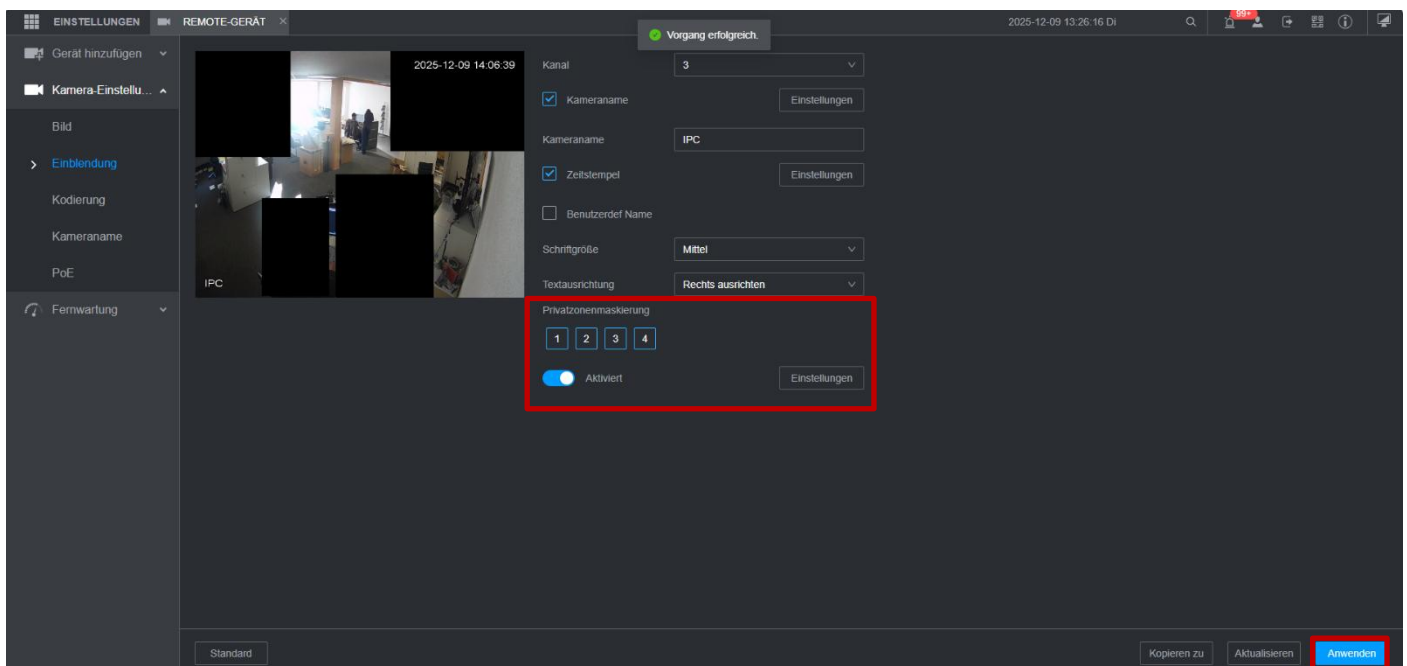 EINSTELLUNGEN REMOTE-GERÄT × 2025-12-09 13:26:16 Di 99+
Vorgang erfolgreich.
Gerät hinzufügen
Kamera-Einstellu...
Bild
Einblendung
Kodierung
Kameraname
PoE
Fernwartung
2025-12-09 14:06:39
IPC
Kanal 3
Kameraname Einstellungen
Kameraname IPC
Zeitstempel Einstellungen
Benutzerdef Name
Schriftgröße Mittel
Textausrichtung Rechts ausrichten
Privatzonenmaskierung
1 2 3 4
Aktiviert Einstellungen
Standard Kopieren zu Aktualisieren Anwenden